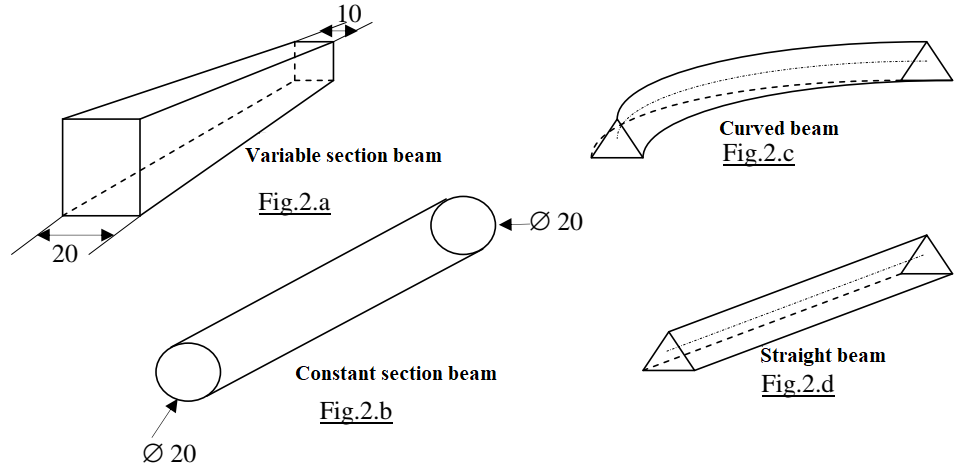 10
Variable section beam
Fig.2.a
20
Curved beam
Fig.2.c
∅ 20
Constant section beam
Fig.2.b
∅ 20
Straight beam
Fig.2.d